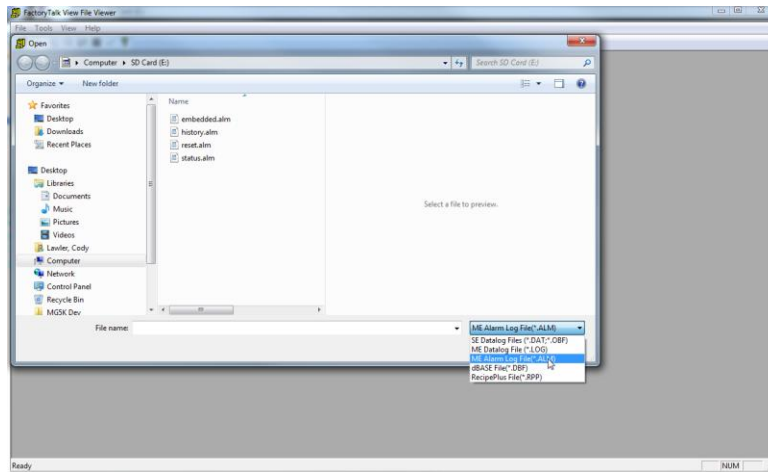 FactoryTalk View File Viewer
File Tools View Help
Open
Computer ▸ SD Card (E:)
Search SD Card (E:)
Organize
New folder
Favorites
Desktop
Downloads
Recent Places
Desktop
Libraries
Documents
Music
Pictures
Videos
Lawler, Cody
Computer
Network
Control Panel
Recycle Bin
MG5K Dev
Name
embedded.alm
history.alm
reset.alm
status.alm
Select a file to preview.
File name:
ME Alarm Log File(*.ALM)
SE Datalog Files (*.DAT;*.OBF)
ME Datalog File (*.LOG)
ME Alarm Log File(*.ALM)
dBASE File(*.DBF)
RecipePlus File(*.RPP)
Ready
NUM